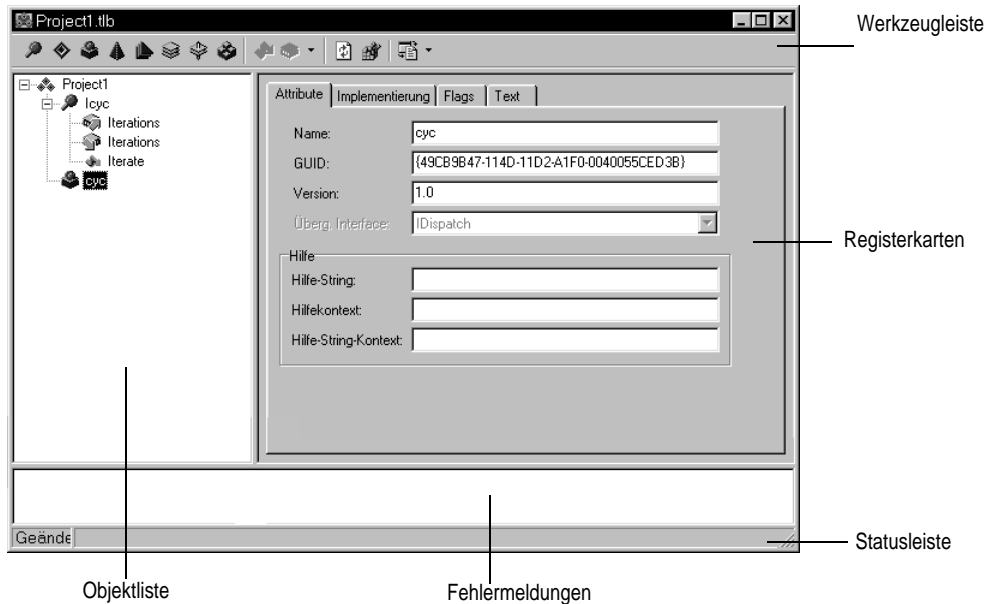 Project1.tlb
Werkzeugleiste
Project1
Icyc
Iterations
Iterations
Iterate
cyc
Attribute
Implementierung
Flags
Text
Name:
cyc
GUID:
{49CB9B47-114D-11D2-A1F0-0040055CED3B}
Version:
1.0
Überg. Interface:
IDispatch
Registerkarten
Hilfe
Hilfe-String:
Hilfekontext:
Hilfe-String-Kontext:
Geände
Statusleiste
Objektliste
Fehlermeldungen